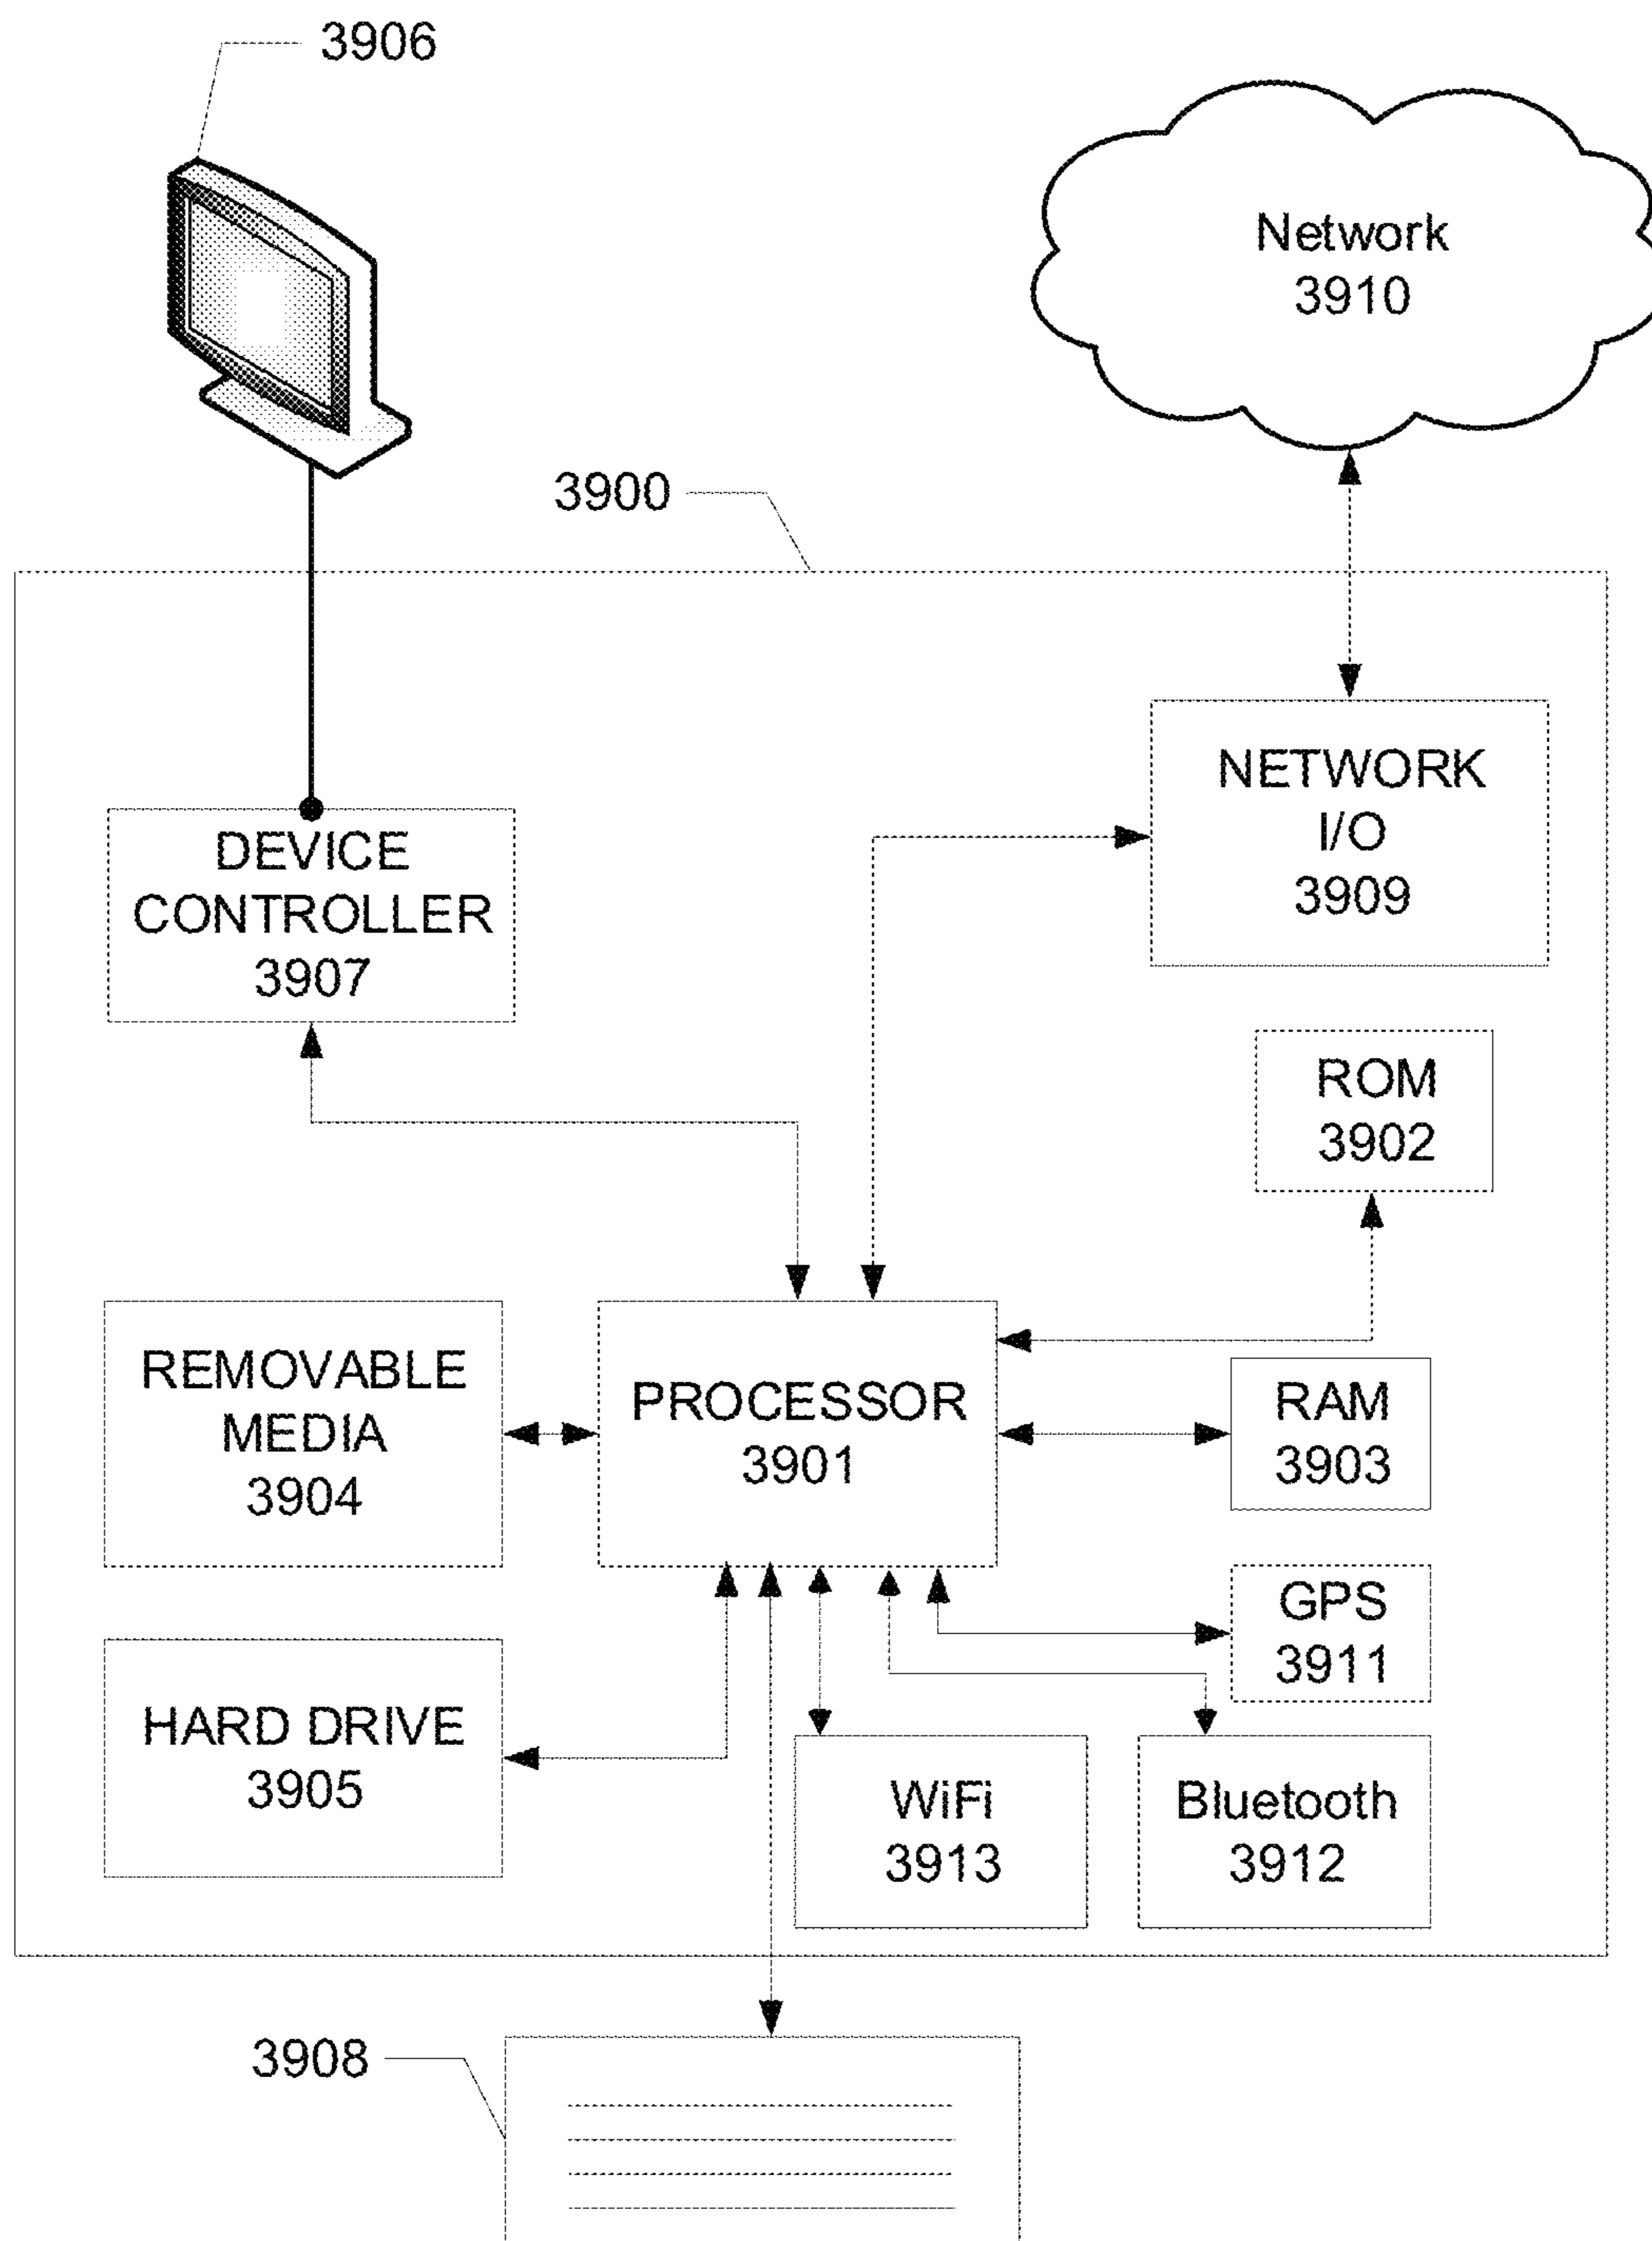 3906
Network
3910
3900
NETWORK
I/O
3909
DEVICE
CONTROLLER
3907
ROM
3902
REMOVABLE
MEDIA
3904
PROCESSOR
3901
RAM
3903
GPS
3911
HARD DRIVE
3905
WiFi
3913
Bluetooth
3912
3908